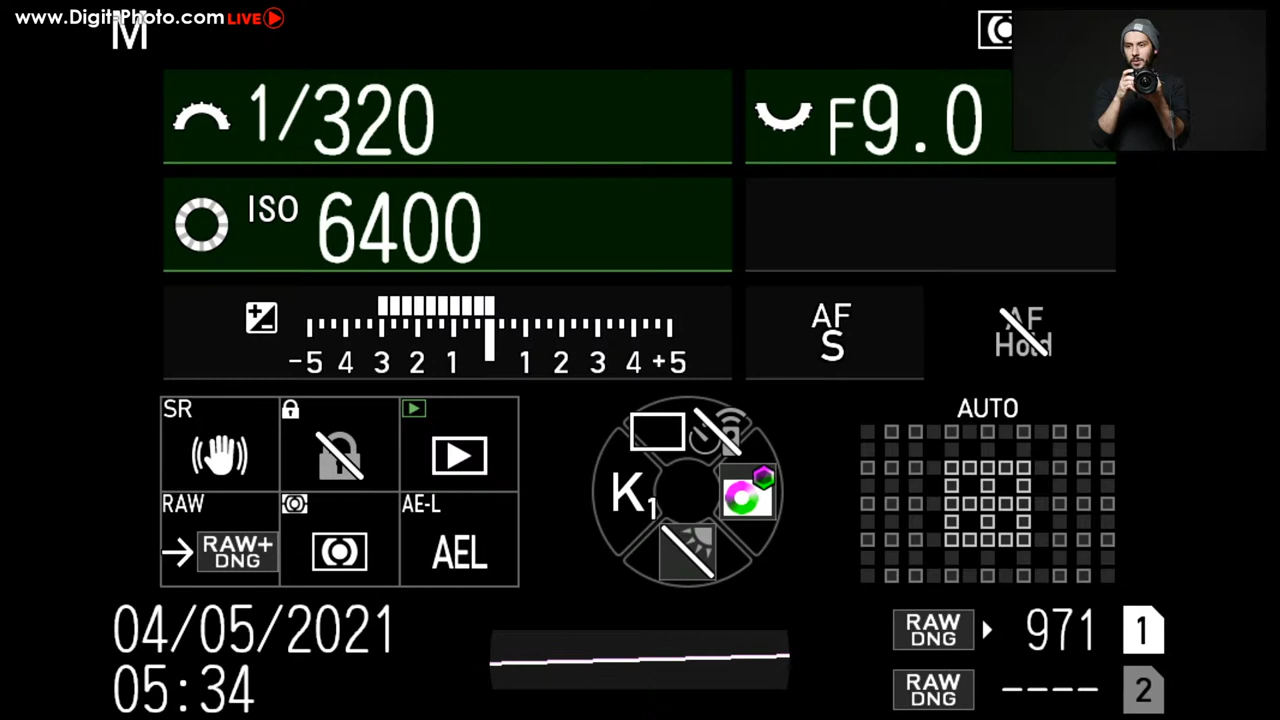 www.Digit-Photo.com LIVE
M
1/320 F9.0
ISO 6400
-5 4 3 2 1 1 2 3 4 +5
AF S
AF Hold
SR
AUTO
K1
RAW AE-L
RAW+ DNG AEL
04/05/2021
RAW DNG 971 1
05:34
RAW DNG ---- 2